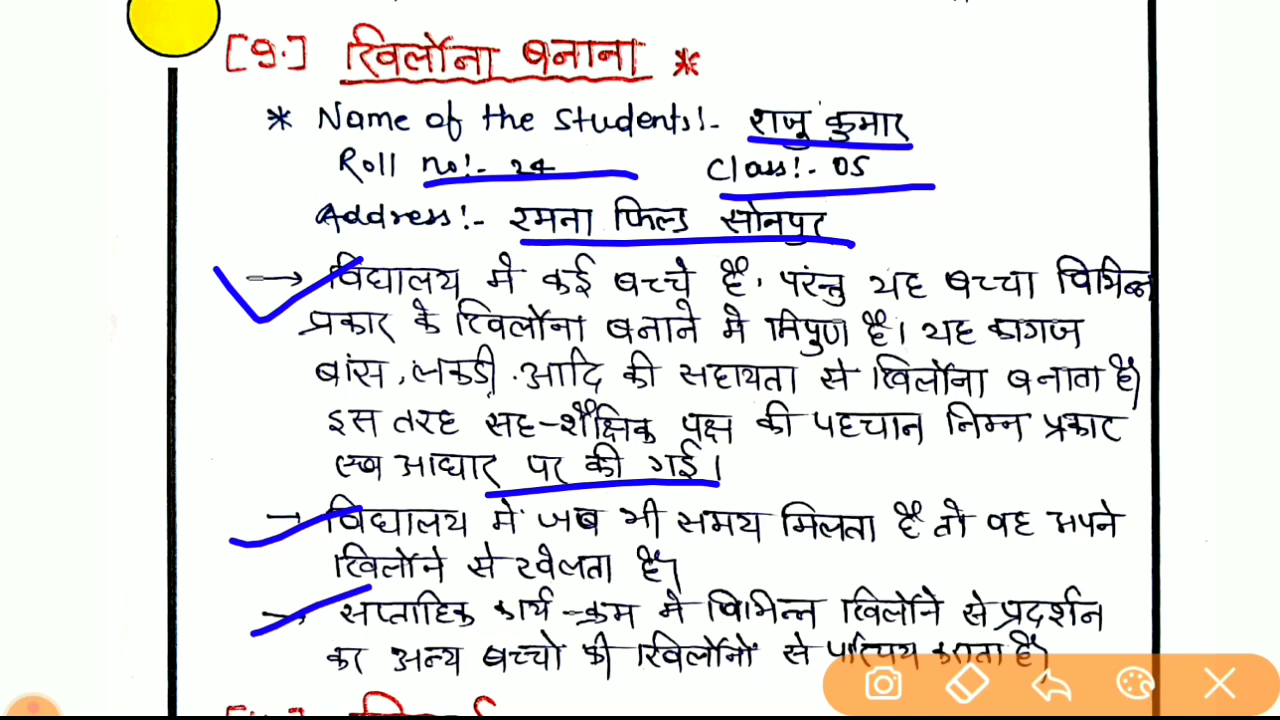 [9.] खिलौना बनाना *
* Name of the students:- राजू कुमार
Roll no:- 24 Class:- 05
Address:- रमना फिल्ड सोनपुर
→ विद्यालय में कई बच्चे हैं, परंन्तु यह बच्चा विभिन्न
प्रकार के खिलौना बनाने में निपुण है। यह कागज
बांस, लकड़ी, आदि की सहायता से खिलौना बनाता है।
इस तरह सह-शैक्षिक पक्ष की पहचान निम्न प्रकार
आधार पर की गई।
→ विद्यालय में जब भी समय मिलता है तो वह अपने
खिलौने से खेलता है।
→ सप्ताहिक कार्य-क्रम में विभिन्न खिलौने से प्रदर्शन
कर अन्य बच्चो की खिलौनों से परिचय कराता है।